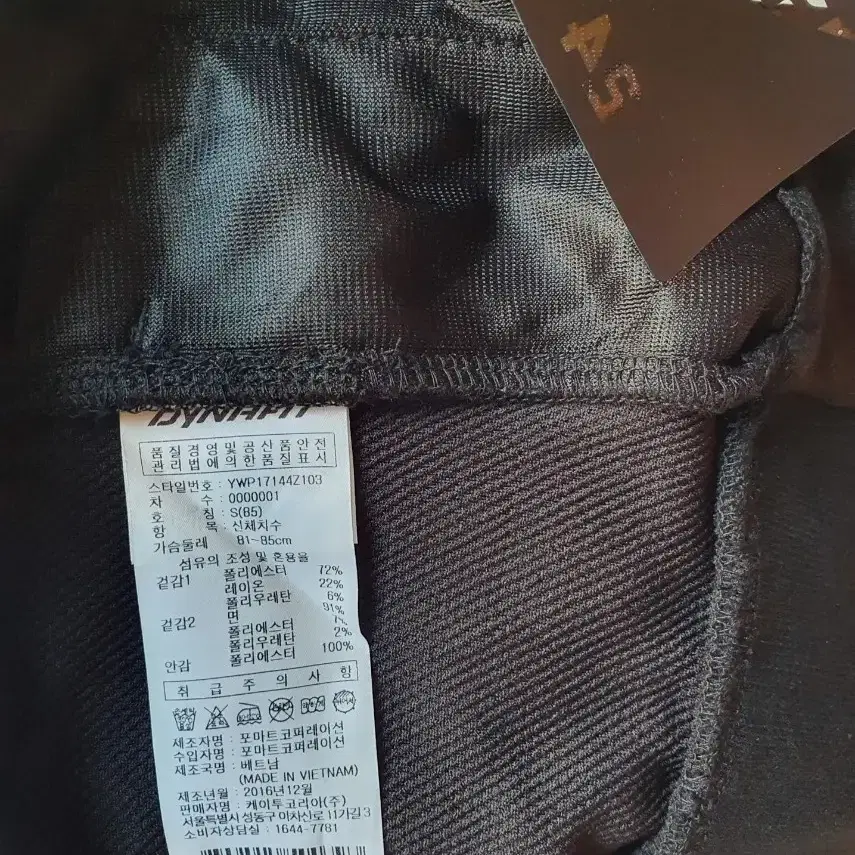 54
DYNAFIT
품질경영및공산품안전
관리법에의한품질표시
스타일번호 : YWP17144Z103
차 수 : 0000001
호 칭 : S(85)
항 목 : 신체치수
가슴둘레 81~85cm
섬유의 조성 및 혼용율
겉감1 폴리에스터 72%
레이온 22%
폴리우레탄 6%
겉감2 면 91%
폴리에스터 7%
폴리우레탄 2%
안감 폴리에스터 100%
취급주의사항
제조자명 : 포마트코퍼레이션
수입자명 : 포마트코퍼레이션
제조국명 : 베트남
(MADE IN VIETNAM)
제조년월 : 2016년12월
판매자명 : 케이투코리아(주)
서울특별시성동구아차산로11가길3
소비자상담실 : 1644-7781